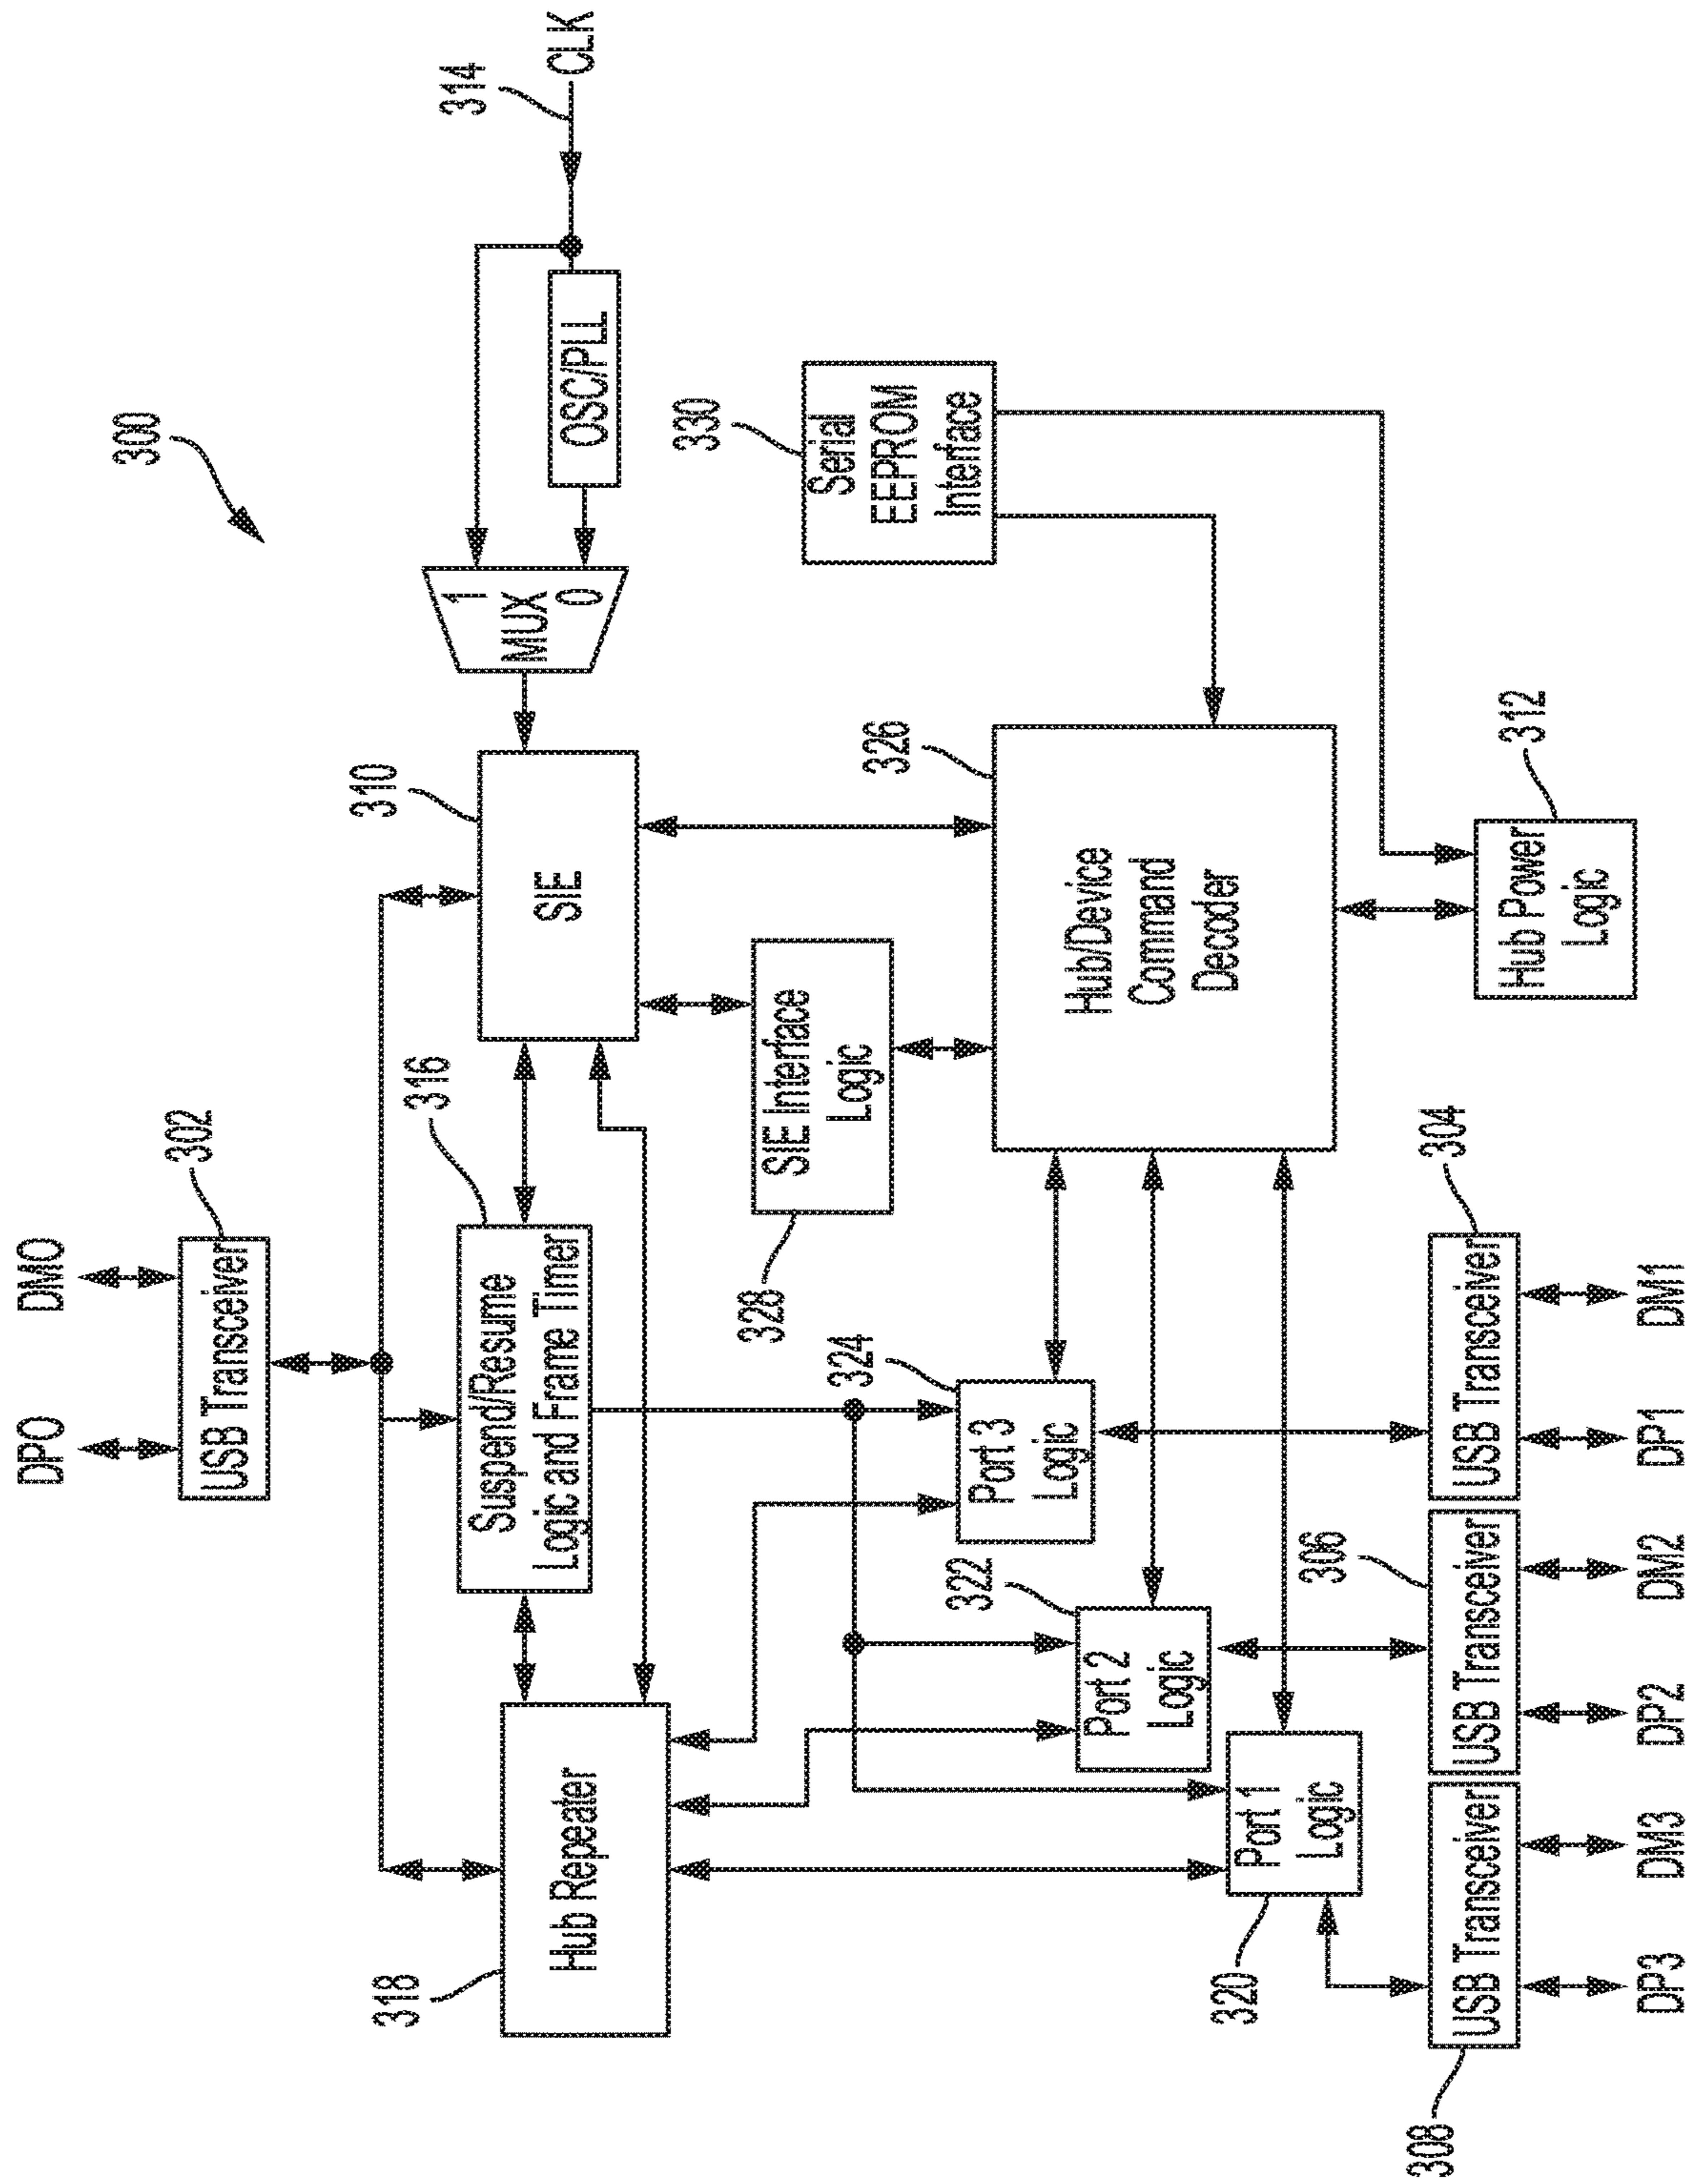 300
DPO
DMO
302
USB Transceiver
318
Hub Repeater
316
Suspend/Resume
Logic and Frame Timer
310
SIE
1
MUX
0
OSC/PLL
314
CLK
328
SIE Interface
Logic
330
Serial
EEPROM
Interface
326
Hub/Device
Command
Decoder
324
Port 3
Logic
322
Port 2
Logic
320
Port 1
Logic
312
Hub Power
Logic
308
USB Transceiver
306
USB Transceiver
304
USB Transceiver
DP3
DM3
DP2
DM2
DP1
DM1